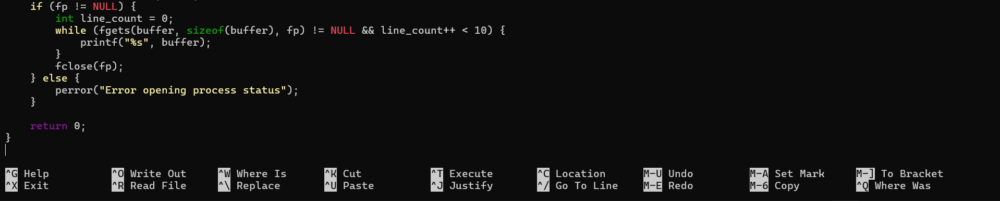 if (fp != NULL) {
        int line_count = 0;
        while (fgets(buffer, sizeof(buffer), fp) != NULL && line_count++ < 10) {
            printf("%s", buffer);
        }
        fclose(fp);
    } else {
        perror("Error opening process status");
    }

    return 0;
}
^G Help ^O Write Out ^W Where Is ^K Cut ^T Execute ^C Location M-U Undo M-A Set Mark M-] To Bracket
^X Exit ^R Read File ^\ Replace ^U Paste ^J Justify ^/ Go To Line M-E Redo M-6 Copy ^Q Where Was